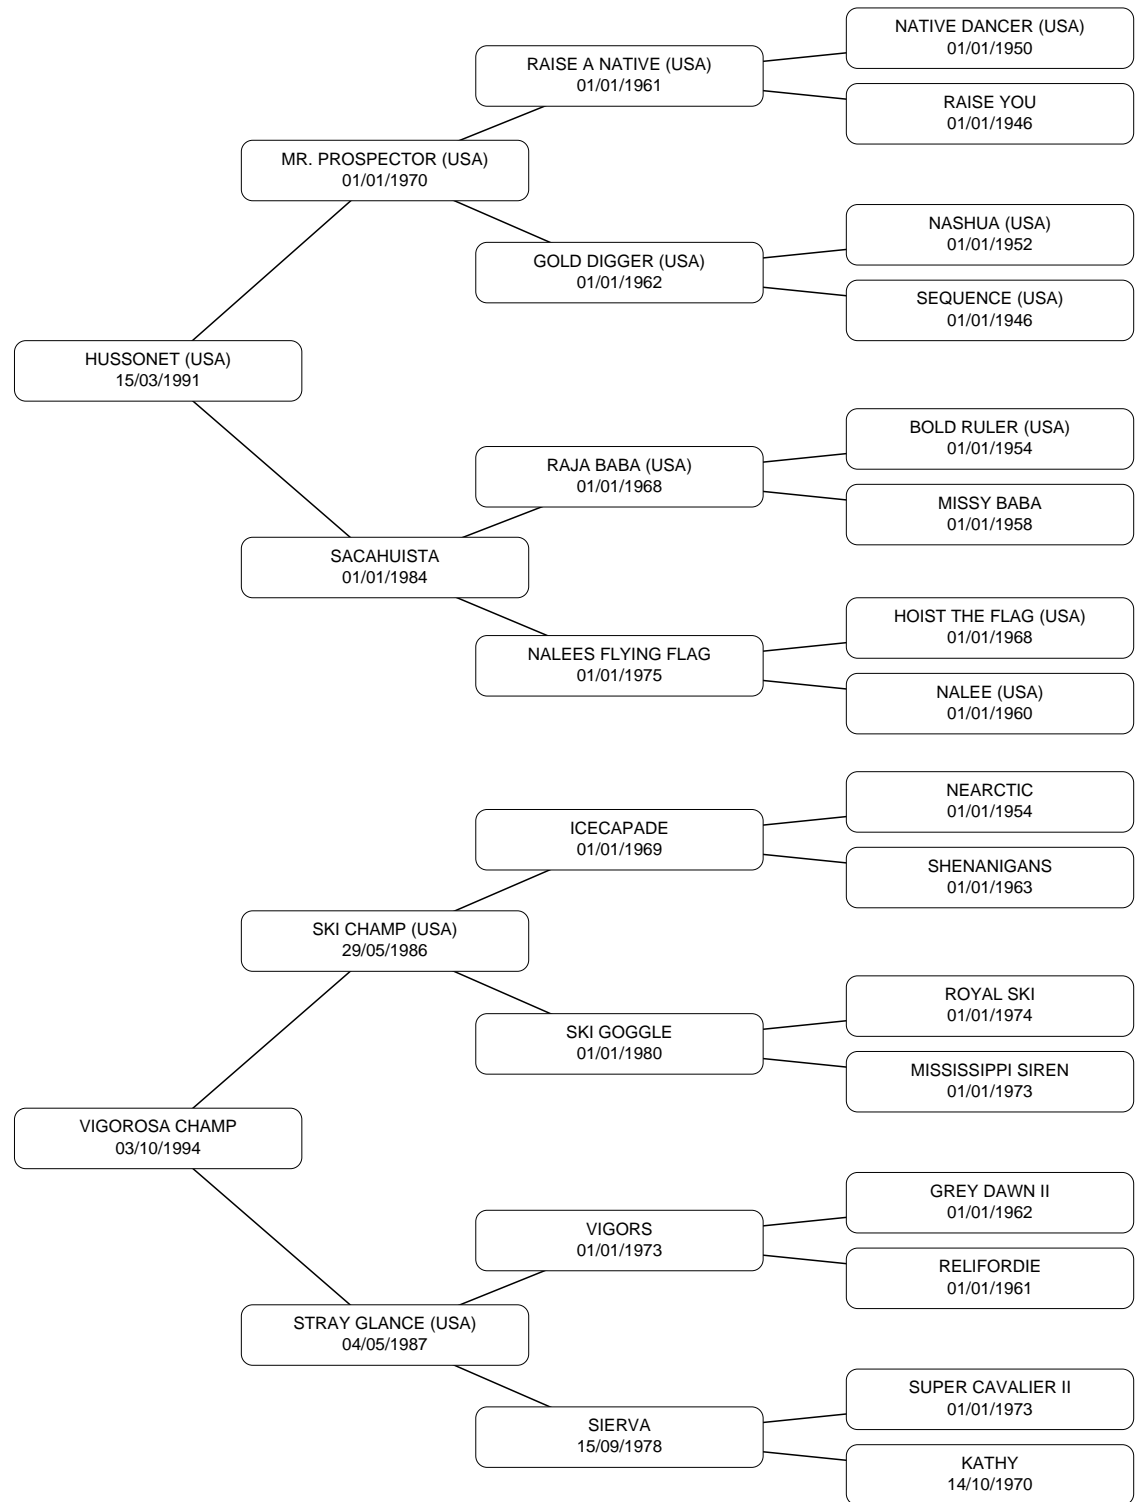 NATIVE DANCER (USA)
01/01/1950
RAISE A NATIVE (USA)
01/01/1961
RAISE YOU
01/01/1946
MR. PROSPECTOR (USA)
01/01/1970
NASHUA (USA)
01/01/1952
GOLD DIGGER (USA)
01/01/1962
SEQUENCE (USA)
01/01/1946
HUSSONET (USA)
15/03/1991
BOLD RULER (USA)
01/01/1954
RAJA BABA (USA)
01/01/1968
MISSY BABA
01/01/1958
SACAHUISTA
01/01/1984
HOIST THE FLAG (USA)
01/01/1968
NALEES FLYING FLAG
01/01/1975
NALEE (USA)
01/01/1960
NEARCTIC
01/01/1954
ICECAPADE
01/01/1969
SHENANIGANS
01/01/1963
SKI CHAMP (USA)
29/05/1986
ROYAL SKI
01/01/1974
SKI GOGGLE
01/01/1980
MISSISSIPPI SIREN
01/01/1973
VIGOROSA CHAMP
03/10/1994
GREY DAWN II
01/01/1962
VIGORS
01/01/1973
RELIFORDIE
01/01/1961
STRAY GLANCE (USA)
04/05/1987
SUPER CAVALIER II
01/01/1973
SIERVA
15/09/1978
KATHY
14/10/1970